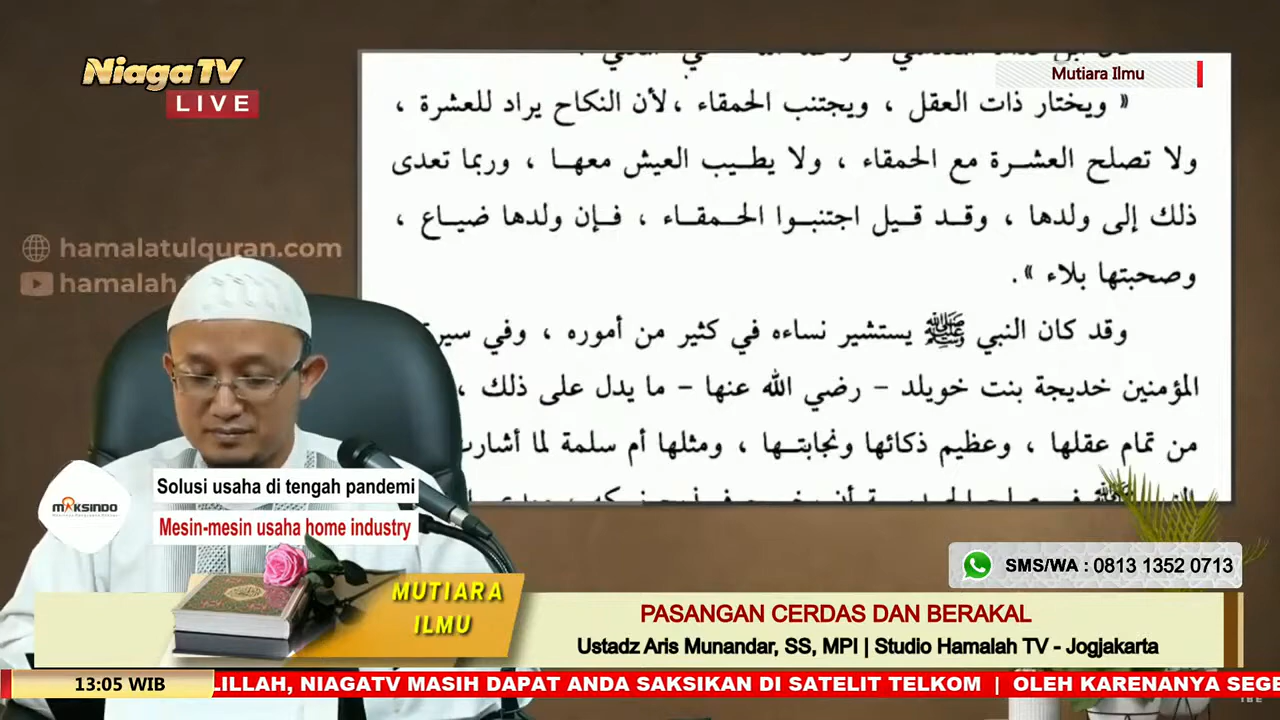 NiagaTV
LIVE
Mutiara Ilmu
« ويختار ذات العقل ، ويجتنب الحمقاء ،لأن النكاح يراد للعشرة ،
ولا تصلح العشرة مع الحمقاء ، ولا يطيب العيش معها ، وربما تعدى
ذلك إلى ولدها ، وقد قيل اجتنبوا الحمقاء ، فإن ولدها ضياع ،
وصحبتها بلاء ».
وقد كان النبي ﷺ يستشير نساءه في كثير من أموره ، وفي
المؤمنين خديجة بنت خويلد – رضي الله عنها – ما يدل على ذلك ،
من تمام عقلها ، وعظيم ذكائها ونجابتها ، ومثلها أم سلمة لما
hamalatulquran.com
hamalah
MAKSINDO
Solusi usaha di tengah pandemi
Mesin-mesin usaha home industry
SMS/WA : 0813 1352 0713
MUTIARA
ILMU
PASANGAN CERDAS DAN BERAKAL
Ustadz Aris Munandar, SS, MPI | Studio Hamalah TV - Jogjakarta
13:05 WIB
LILLAH, NIAGATV MASIH DAPAT ANDA SAKSIKAN DI SATELIT TELKOM | OLEH KARENANYA SEGE